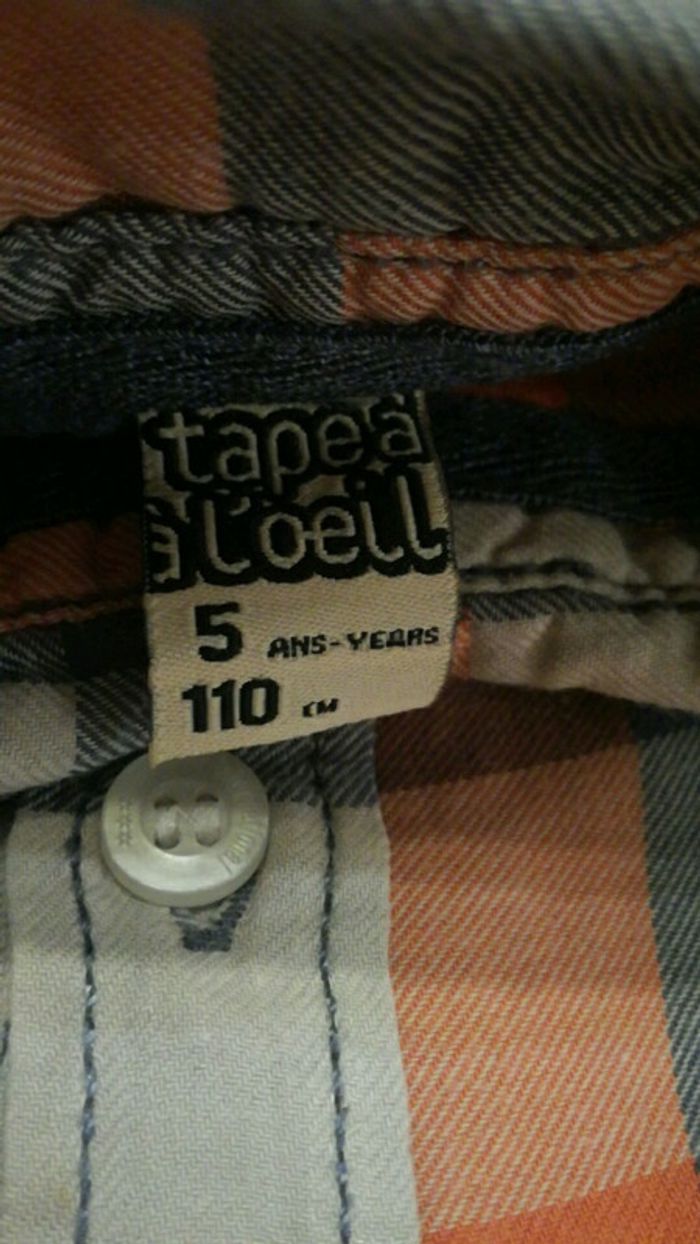 tape à
à l'oeil
5 ANS-YEARS
110 CM